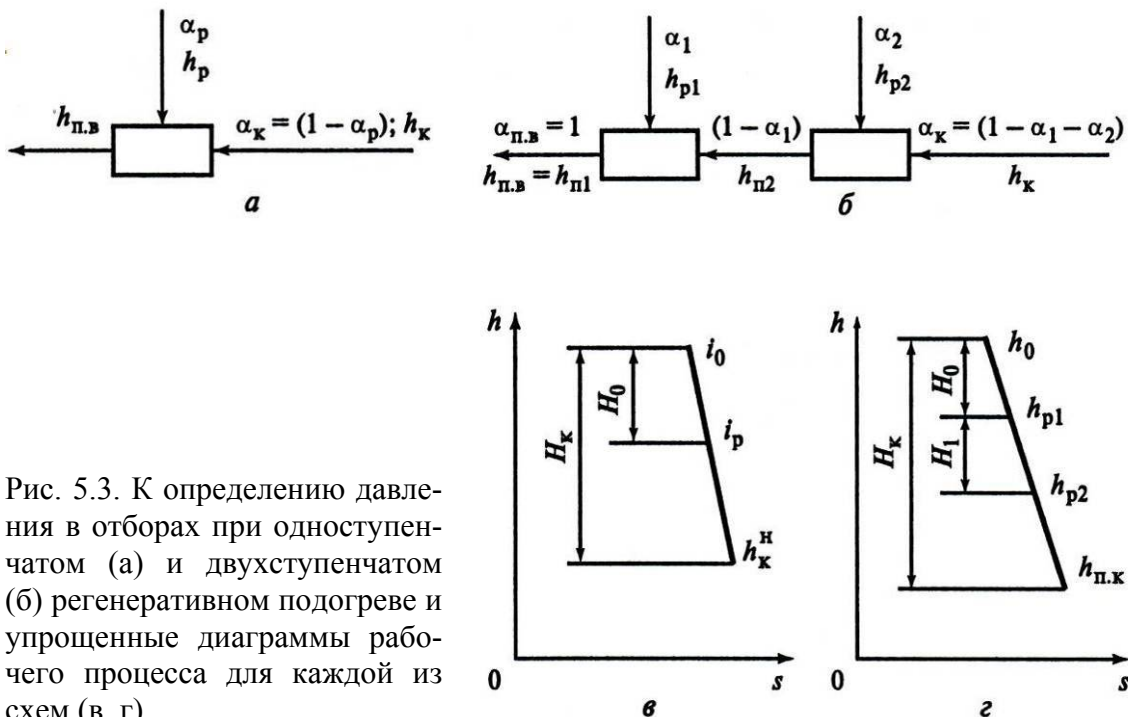 α_р
h_р
h_п.в
α_к = (1 − α_р); h_к
а
α_1
h_р1
α_2
h_р2
α_п.в = 1
(1 − α_1)
α_к = (1 − α_1 − α_2)
h_п.в = h_п1
h_п2
h_к
б
h
i_0
H_0
H_к
i_р
h_к^н
0
s
в
h
h_0
H_0
h_р1
H_к
H_1
h_р2
h_п.к
0
s
г
Рис. 5.3. К определению давле-
ния в отборах при одноступен-
чатом (а) и двухступенчатом
(б) регенеративном подогреве и
упрощенные диаграммы рабо-
чего процесса для каждой из
схем (в, г)